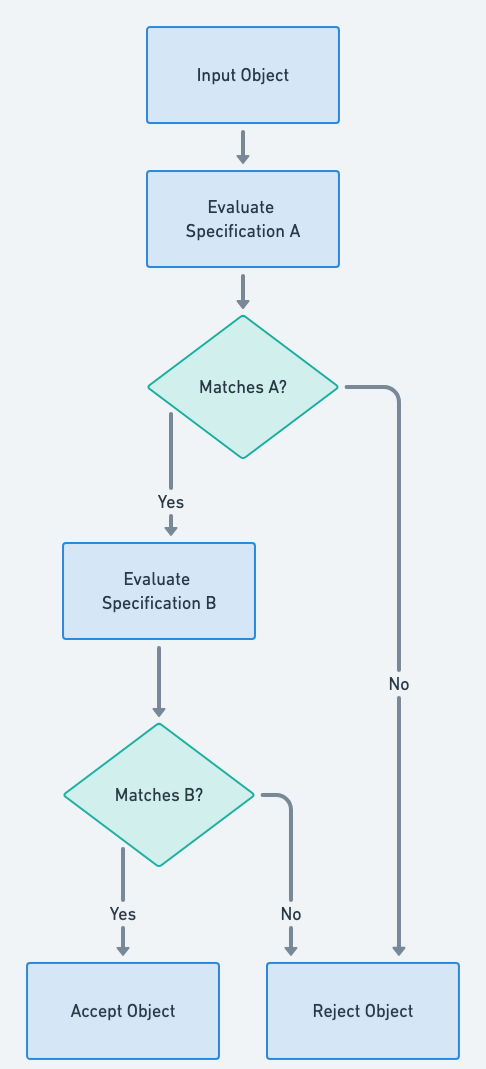 Input Object
Evaluate
Specification A
Matches A?
Yes
Evaluate
Specification B
No
Matches B?
Yes
No
Accept Object
Reject Object